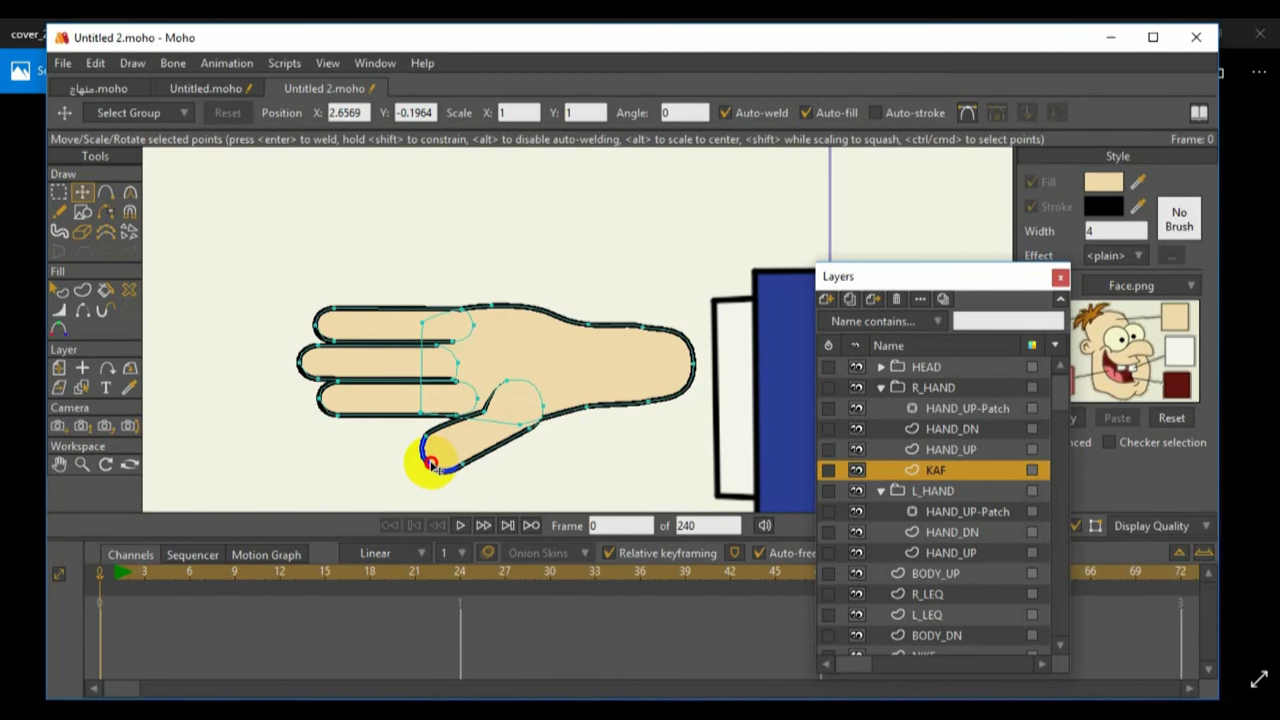 cover_2
Untitled 2.moho - Moho
File Edit Draw Bone Animation Scripts View Window Help
منهاج.moho Untitled.moho Untitled 2.moho
Select Group Reset Position X: 2.6569 Y: -0.1964 Scale X: 1 Y: 1 Angle: 0 Auto-weld Auto-fill Auto-stroke
Move/Scale/Rotate selected points (press <enter> to weld, hold <shift> to constrain, <alt> to disable auto-welding, <alt> to scale to center, <shift> while scaling to squash, <ctrl/cmd> to select points) Frame: 0
Tools
Draw
Fill
Layer
Camera
Workspace
Style
Fill
Stroke
No Brush
Width 4
Effect <plain> ...
Face.png
Paste Reset
Checker selection
Layers
Name contains...
Name
HEAD
R_HAND
HAND_UP-Patch
HAND_DN
HAND_UP
KAF
L_HAND
HAND_UP-Patch
HAND_DN
HAND_UP
BODY_UP
R_LEQ
L_LEQ
BODY_DN
Frame 0 of 240 Display Quality
Channels Sequencer Motion Graph Linear 1 Onion Skins Relative keyframing Auto-free
0 3 6 9 12 15 18 21 24 27 30 33 36 39 42 45 66 69 72
0 1 3